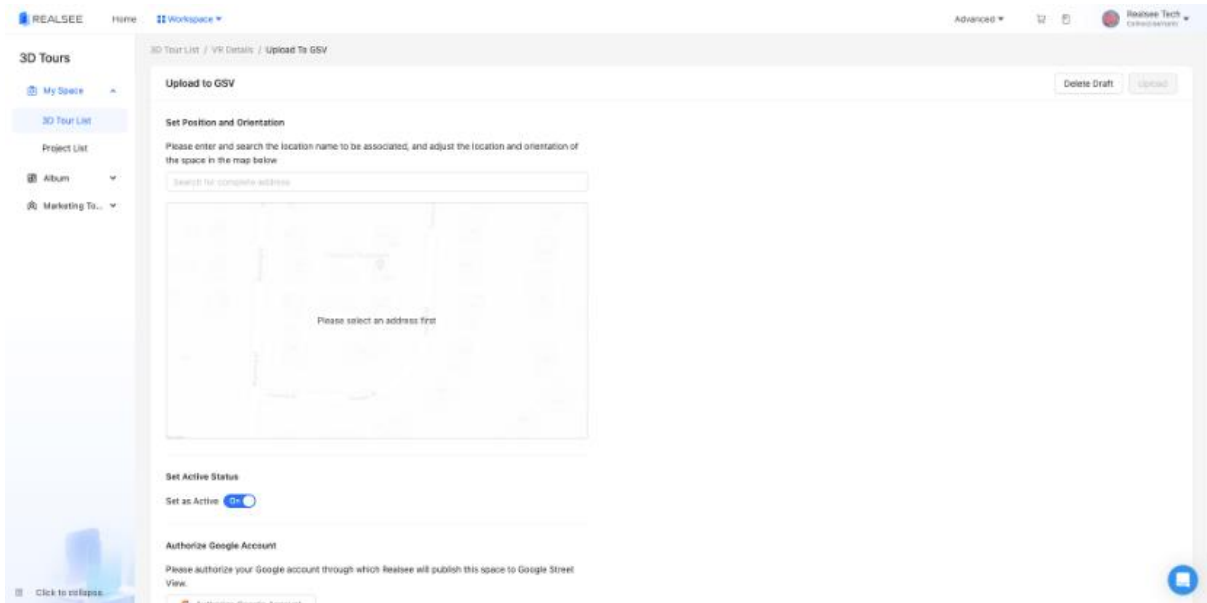 REALSEE
Home
Workspace
Advanced
Realsee Tech
3D Tours
My Space
3D Tour List
Project List
Album
Marketing To...
Click to collapse
3D Tour List / VR Details / Upload To GSV
Upload to GSV
Delete Draft
Upload
Set Position and Orientation
Please enter and search the location name to be associated, and adjust the location and orientation of
the space in the map below
Search for complete address
Please select an address first
Set Active Status
Set as Active
On
Authorize Google Account
Please authorize your Google account through which Realsee will publish this space to Google Street
View.
Authorize Google Account